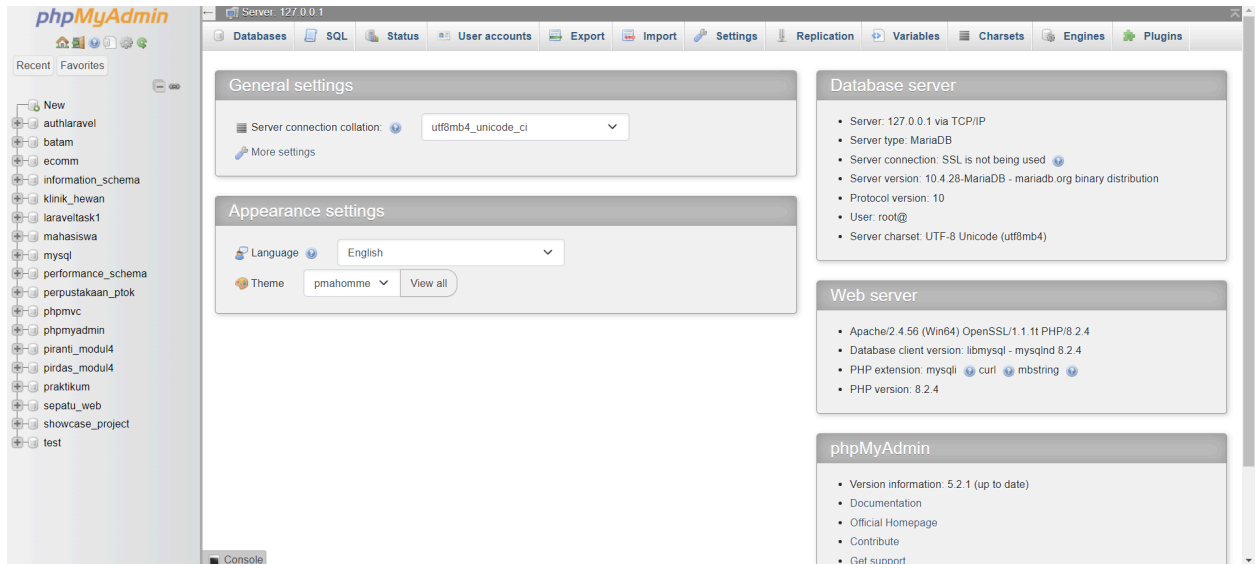 phpMyAdmin
Recent Favorites
New
authlaravel
batam
ecomm
information_schema
klinik_hewan
laraveltask1
mahasiswa
mysql
performance_schema
perpustakaan_ptok
phpmvc
phpmyadmin
piranti_modul4
pirdas_modul4
praktikum
sepatu_web
showcase_project
test
Server: 127.0.0.1
Databases SQL Status User accounts Export Import Settings Replication Variables Charsets Engines Plugins
General settings
Server connection collation: utf8mb4_unicode_ci
More settings
Appearance settings
Language English
Theme pmahomme View all
Database server
• Server: 127.0.0.1 via TCP/IP
• Server type: MariaDB
• Server connection: SSL is not being used
• Server version: 10.4.28-MariaDB - mariadb.org binary distribution
• Protocol version: 10
• User: root@
• Server charset: UTF-8 Unicode (utf8mb4)
Web server
• Apache/2.4.56 (Win64) OpenSSL/1.1.1t PHP/8.2.4
• Database client version: libmysql - mysqlnd 8.2.4
• PHP extension: mysqli curl mbstring
• PHP version: 8.2.4
phpMyAdmin
• Version information: 5.2.1 (up to date)
• Documentation
• Official Homepage
• Contribute
• Get support
Console